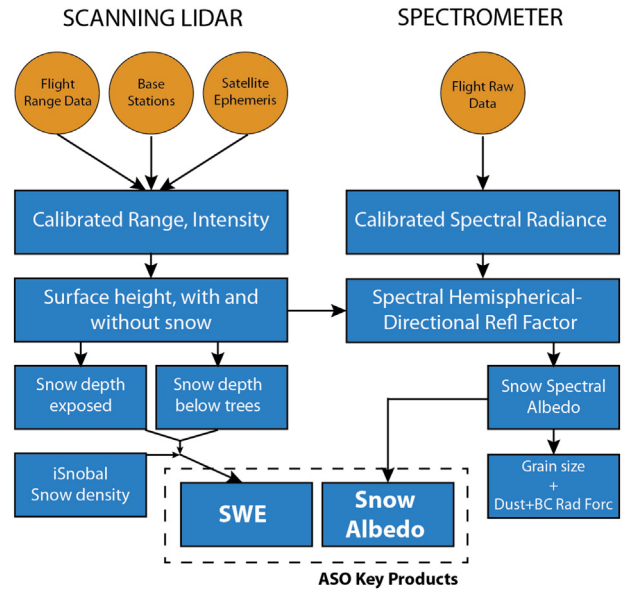 SCANNING LIDAR
SPECTROMETER
Flight
Range Data
Base
Stations
Satellite
Ephemeris
Flight Raw
Data
Calibrated Range, Intensity
Calibrated Spectral Radiance
Surface height, with and
without snow
Spectral Hemispherical-
Directional Refl Factor
Snow depth
exposed
Snow depth
below trees
Snow Spectral
Albedo
iSnobal
Snow density
SWE
Snow
Albedo
Grain size
+
Dust+BC Rad Forc
ASO Key Products